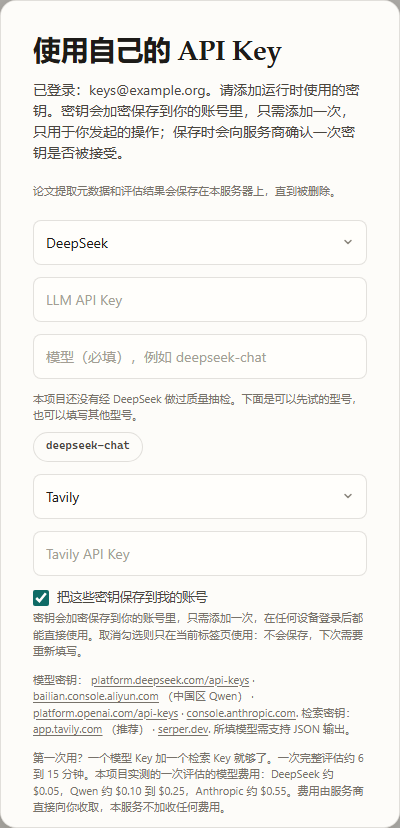 使用自己的 API Key
已登录：keys@example.org。请添加运行时使用的密
钥。密钥会加密保存到你的账号里，只需添加一次，
只用于你发起的操作；保存时会向服务商确认一次密
钥是否被接受。
论文提取元数据和评估结果会保存在本服务器上，直到被删除。
DeepSeek
LLM API Key
模型（必填），例如 deepseek-chat
本项目还没有经 DeepSeek 做过质量抽检。下面是可以先试的型号，
也可以填写其他型号。
deepseek-chat
Tavily
Tavily API Key
把这些密钥保存到我的账号
密钥会加密保存到你的账号里，只需添加一次，在任何设备登录后都
能直接使用。取消勾选则只在当前标签页使用：不会保存，下次需要
重新填写。
模型密钥： platform.deepseek.com/api-keys ·
bailian.console.aliyun.com （中国区 Qwen） ·
platform.openai.com/api-keys · console.anthropic.com. 检索密钥：
app.tavily.com （推荐） · serper.dev. 所填模型需支持 JSON 输出。
第一次用？一个模型 Key 加一个检索 Key 就够了。一次完整评估约 6
到 15 分钟。本项目实测的一次评估的模型费用：DeepSeek 约
$0.05，Qwen 约 $0.10 到 $0.25，Anthropic 约 $0.55。费用由服务商
直接向你收取，本服务不加收任何费用。